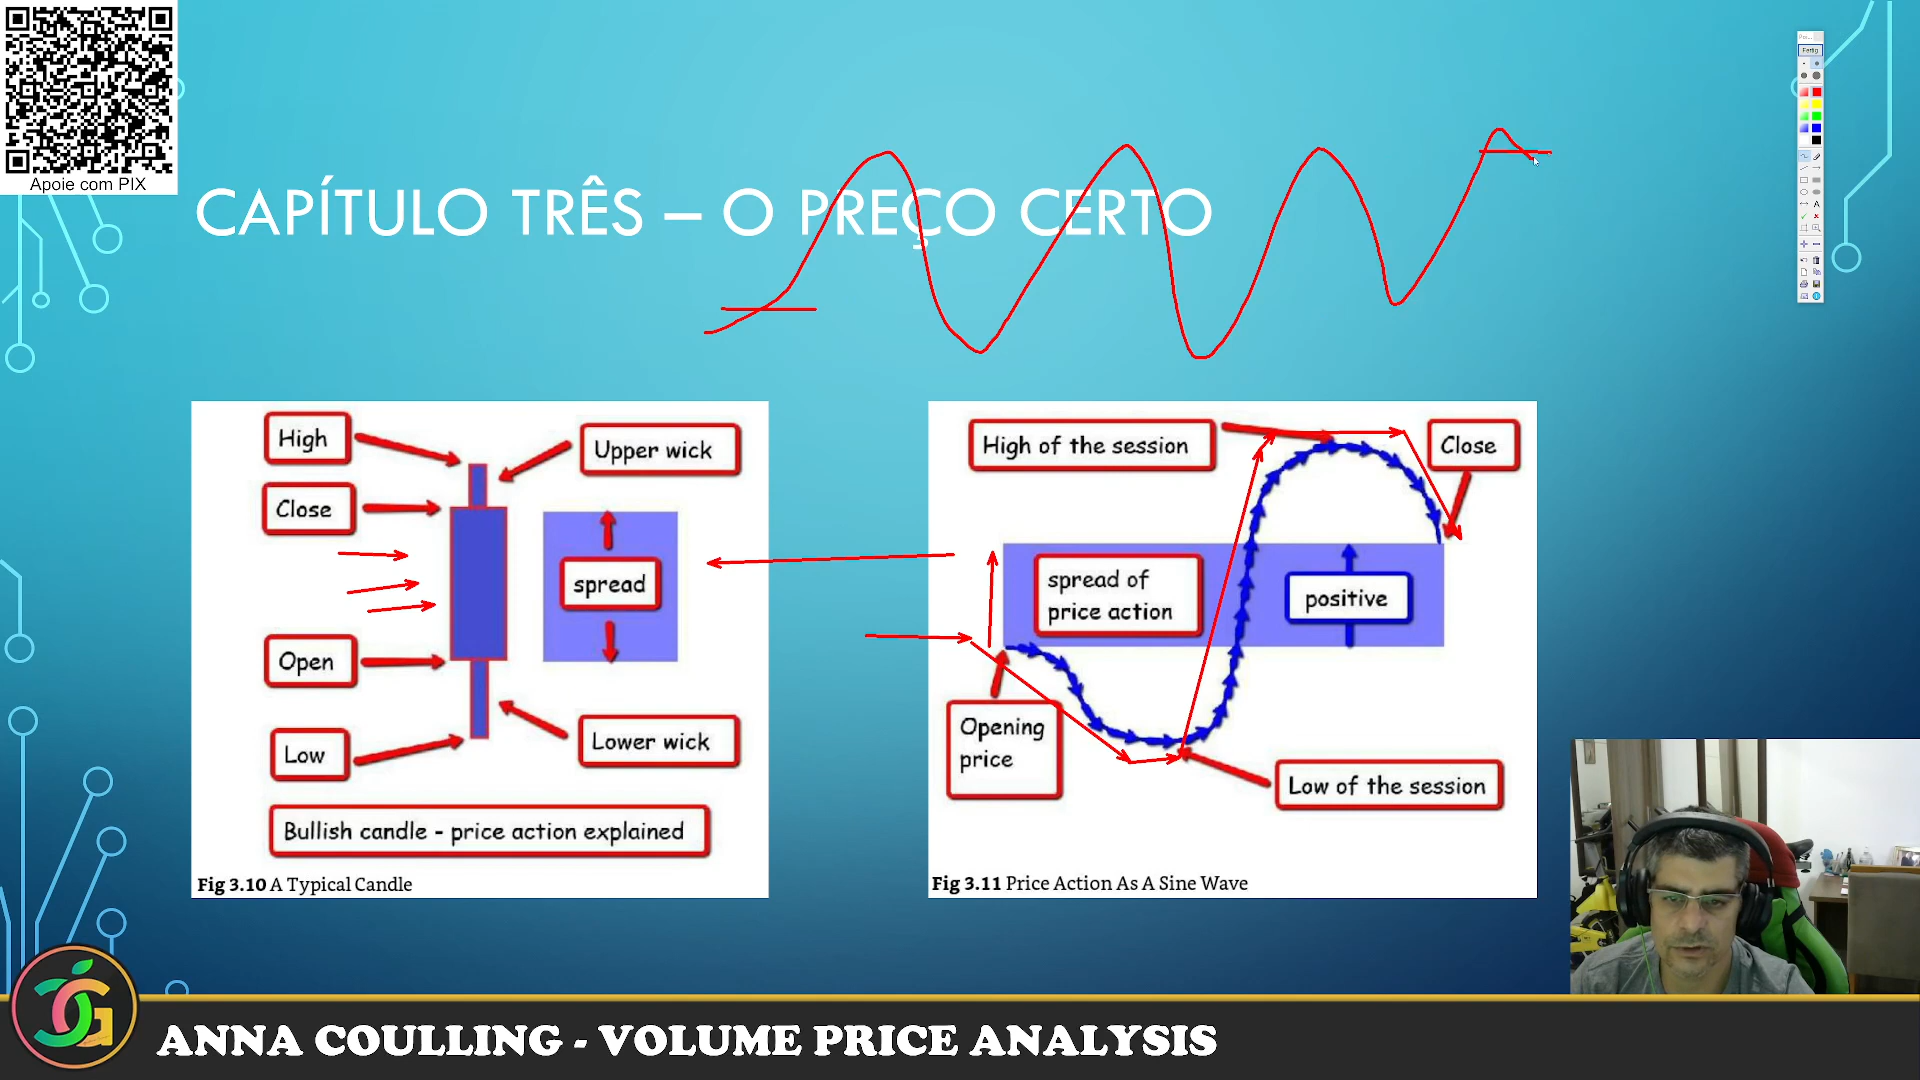 Apoie com PIX
CAPÍTULO TRÊS – O PREÇO CERTO
Fertig
A
High
Upper wick
Close
spread
Open
Lower wick
Low
Bullish candle - price action explained
Fig 3.10 A Typical Candle
High of the session
Close
spread of
price action
positive
Opening
price
Low of the session
Fig 3.11 Price Action As A Sine Wave
ANNA COULLING - VOLUME PRICE ANALYSIS